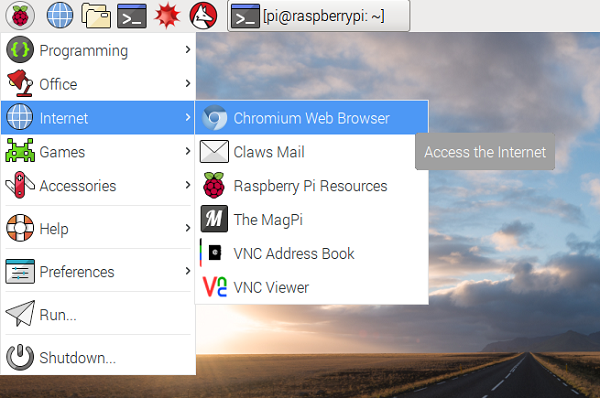 [pi@raspberrypi: ~]
Programming
Office
Internet
Games
Accessories
Help
Preferences
Run...
Shutdown...
Chromium Web Browser
Claws Mail
Raspberry Pi Resources
The MagPi
VNC Address Book
VNC Viewer
Access the Internet